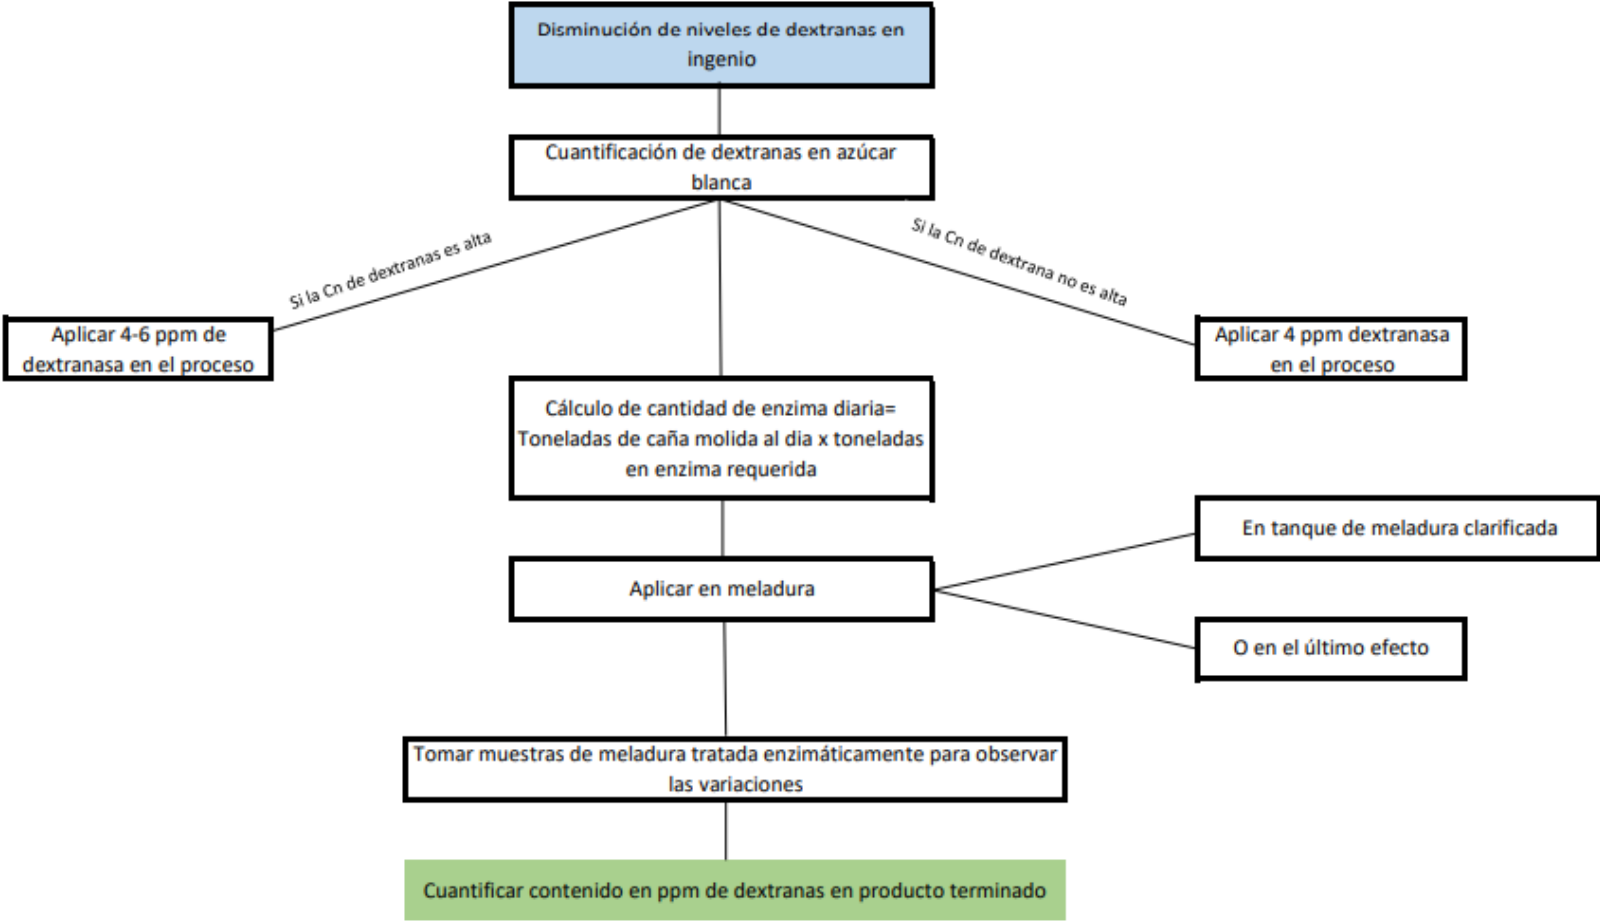 Disminución de niveles de dextranas en
ingenio
Cuantificación de dextranas en azúcar
blanca
Si la Cn de dextranas es alta
Si la Cn de dextrana no es alta
Aplicar 4-6 ppm de
dextranasa en el proceso
Aplicar 4 ppm dextranasa
en el proceso
Cálculo de cantidad de enzima diaria=
Toneladas de caña molida al dia x toneladas
en enzima requerida
Aplicar en meladura
En tanque de meladura clarificada
O en el último efecto
Tomar muestras de meladura tratada enzimáticamente para observar
las variaciones
Cuantificar contenido en ppm de dextranas en producto terminado